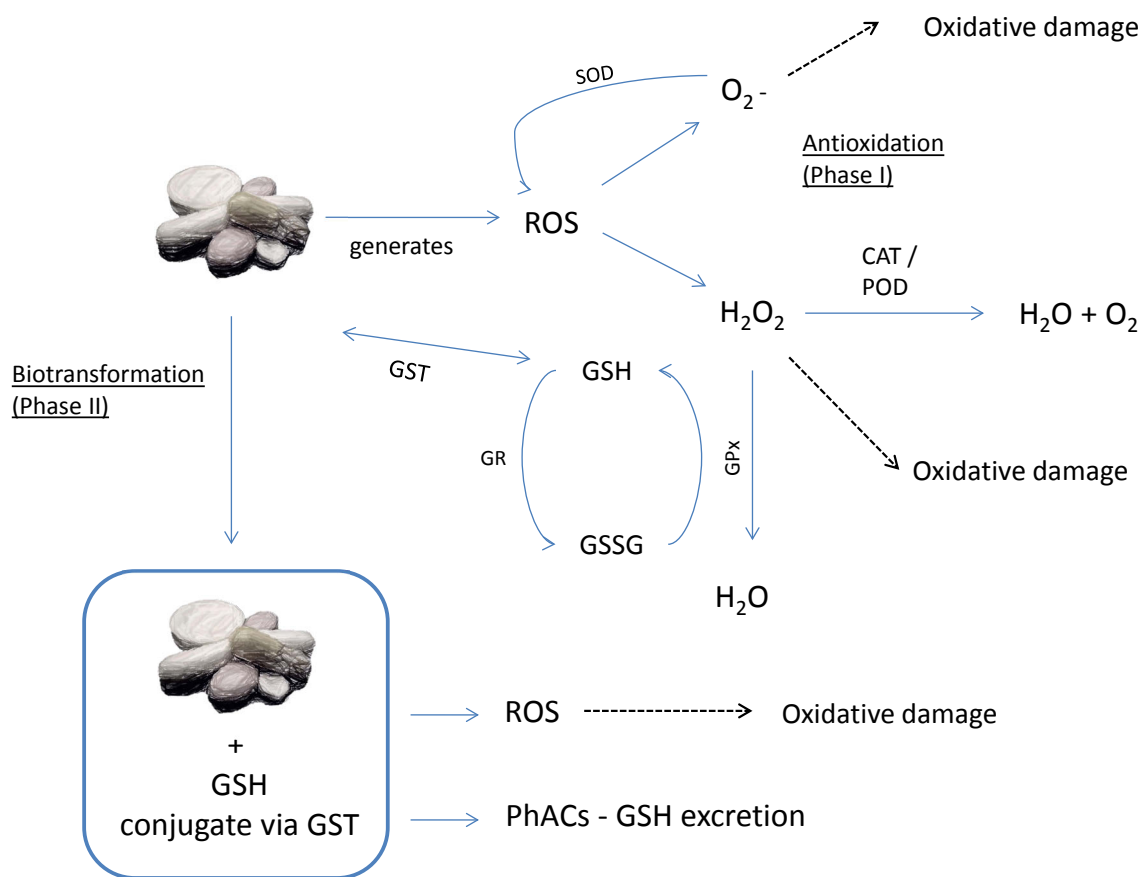 Oxidative damage
SOD
O₂ -
Antioxidation
(Phase I)
ROS
generates
CAT /
POD
H₂O₂
H₂O + O₂
Biotransformation
(Phase II)
GST
GSH
GR
GPx
Oxidative damage
GSSG
H₂O
ROS
Oxidative damage
+
GSH
conjugate via GST
PhACs - GSH excretion